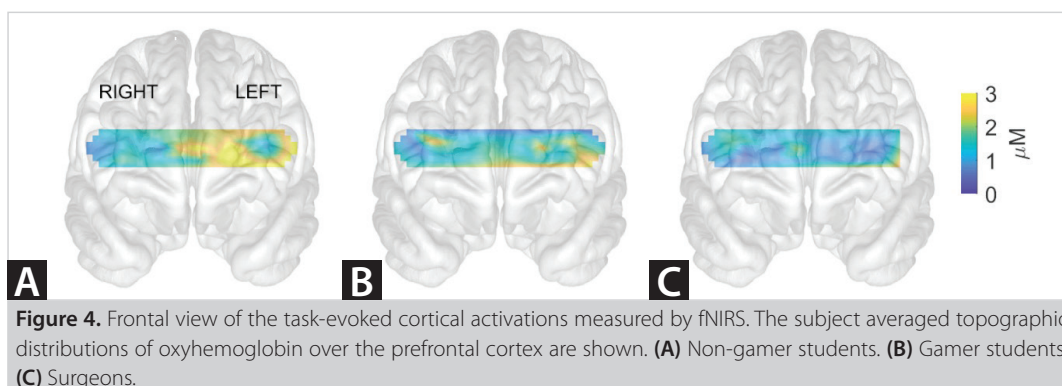 RIGHT LEFT
3
2
1
0
μM
A B C
Figure 4. Frontal view of the task-evoked cortical activations measured by fNIRS. The subject averaged topographic
distributions of oxyhemoglobin over the prefrontal cortex are shown. (A) Non-gamer students. (B) Gamer students
(C) Surgeons.